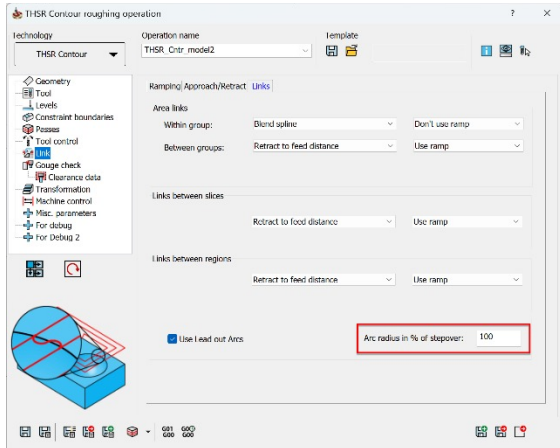 THSR Contour roughing operation
? ×
Technology
Operation name
Template
THSR Contour
THSR_Cntr_model2
Geometry
Tool
Levels
Constraint boundaries
Passes
Tool control
Link
Gouge check
Clearance data
Transformation
Machine control
Misc. parameters
For debug
For Debug 2
Ramping Approach/Retract Links
Area links
Within group: Blend spline Don't use ramp
Between groups: Retract to feed distance Use ramp
Links between slices
Retract to feed distance Use ramp
Links between regions
Retract to feed distance Use ramp
Use Lead out Arcs Arc radius in % of stepover: 100
G01 G00
G00